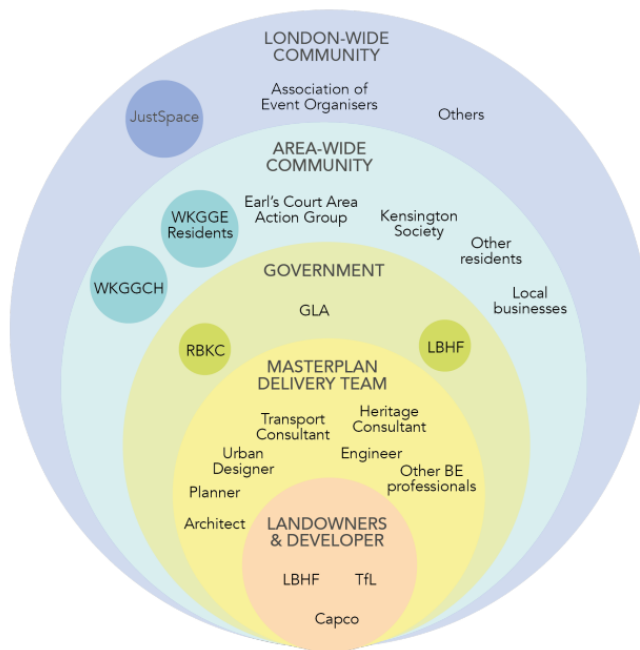 LONDON-WIDE
COMMUNITY
Association of
Event Organisers
JustSpace
Others
AREA-WIDE
COMMUNITY
WKGGE
Residents
Earl's Court Area
Action Group
Kensington
Society
Other
residents
WKGGCH
Local
businesses
GOVERNMENT
GLA
RBKC
LBHF
MASTERPLAN
DELIVERY TEAM
Transport
Consultant
Heritage
Consultant
Urban
Designer
Engineer
Other BE
professionals
Planner
Architect
LANDOWNERS
& DEVELOPER
LBHF
TfL
Capco